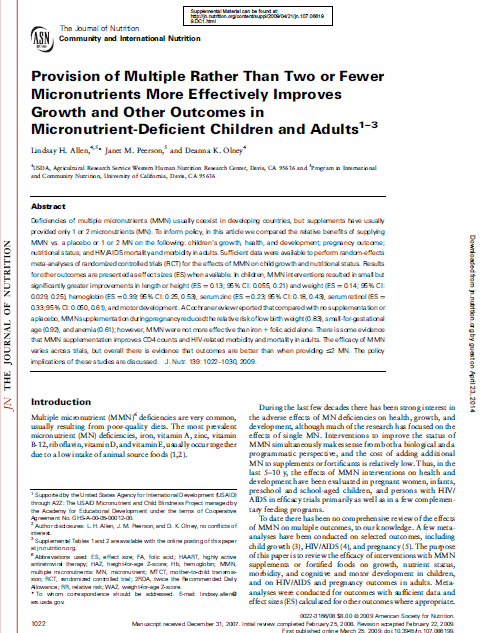 Supplemental Material can be found at:
http://jn.nutrition.org/content/suppl/2009/04/21/jn.107.08619
9.DC1.html
ASN
The Journal of Nutrition
Community and International Nutrition
Provision of Multiple Rather Than Two or Fewer
Micronutrients More Effectively Improves
Growth and Other Outcomes in
Micronutrient-Deficient Children and Adults1–3
Lindsay H. Allen,4,5* Janet M. Peerson,5 and Deanna K. Olney4
4USDA, Agricultural Research Service Western Human Nutrition Research Center, Davis, CA 95616 and 5Program in International
and Community Nutrition, University of California, Davis, CA 95616
Abstract
Deficiencies of multiple micronutrients (MMN) usually coexist in developing countries, but supplements have usually
provided only 1 or 2 micronutrients (MN). To inform policy, in this article we compared the relative benefits of supplying
MMN vs. a placebo or 1 or 2 MN on the following: children's growth, health, and development; pregnancy outcome;
nutritional status; and HIV/AIDS mortality and morbidity in adults. Sufficient data were available to perform random-effects
meta-analyses of randomized controlled trials (RCT) for the effects of MMN on child growth and nutritional status. Results
for other outcomes are presented as effect sizes (ES) when available. In children, MMN interventions resulted in small but
significantly greater improvements in length or height (ES = 0.13; 95% CI: 0.055, 0.21) and weight (ES = 0.14; 95% CI:
0.029, 0.25), hemoglobin (ES = 0.39; 95% CI: 0.25, 0.53), serum zinc (ES = 0.23; 95% CI: 0.18, 0.43), serum retinol (ES =
0.33; 95% CI: 0.050, 0.61), and motor development. A Cochrane review reported that compared with no supplementation or
a placebo, MMN supplementation during pregnancy reduced the relative risk of low birth weight (0.83), small-for-gestational
age (0.92), and anemia (0.61); however, MMN were not more effective than iron + folic acid alone. There is some evidence
that MMN supplementation improves CD4 counts and HIV-related morbidity and mortality in adults. The efficacy of MMN
varies across trials, but overall there is evidence that outcomes are better than when providing ≤2 MN. The policy
implications of these studies are discussed. J. Nutr. 139: 1022–1030, 2009.
Introduction
Multiple micronutrient (MMN)6 deficiencies are very common,
usually resulting from poor-quality diets. The most prevalent
micronutrient (MN) deficiencies, iron, vitamin A, zinc, vitamin
B-12, riboflavin, vitamin D, and vitamin E, usually occur together
due to a low intake of animal source foods (1,2).
1 Supported by the United States Agency for International Development (USAID)
through A2Z: The USAID Micronutrient and Child Blindness Project managed by
the Academy for Educational Development under the terms of Cooperative
Agreement No. GHS-A-00-05-00012-00.
2 Author disclosures: L. H. Allen, J. M. Peerson, and D. K. Olney, no conflicts of
interest.
3 Supplemental Tables 1 and 2 are available with the online posting of this paper
at jn.nutrition.org.
6 Abbreviations used: ES, effect size; FA, folic acid; HAART, highly active
antiretroviral therapy; HAZ, height-for-age Z-score; Hb, hemoglobin; MMN,
multiple micronutrients; MN, micronutrient; MTCT, mother-to-child transmis-
sion; RCT, randomized controlled trial; 2RDA, twice the Recommended Daily
Allowance; RR, relative risk; WAZ, weight-for-age Z-score.
* To whom correspondence should be addressed. E-mail: lindsay.allen@
ars.usda.gov.
During the last few decades there has been strong interest in
the adverse effects of MN deficiencies on health, growth, and
development, although much of the research has focused on the
effects of single MN. Interventions to improve the status of
MMN simultaneously makes sense from both a biological and a
programmatic perspective, and the cost of adding additional
MN to supplements or fortificants is relatively low. Thus, in the
last 5–10 y, the effects of MMN interventions on health and
development have been evaluated in pregnant women, infants,
preschool and school-aged children, and persons with HIV/
AIDS in efficacy trials primarily as well as in a few complemen-
tary feeding programs.
To date there has been no comprehensive review of the effects
of MMN on multiple outcomes, to our knowledge. A few meta-
analyses have been conducted on selected outcomes, including
child growth (3), HIV/AIDS (4), and pregnancy (5). The purpose
of this paper is to review the efficacy of interventions with MMN
supplements or fortified foods on growth, nutrient status,
morbidity, and cognitive and motor development in children,
and on HIV/AIDS and pregnancy outcomes in adults. Meta-
analyses were conducted for outcomes with sufficient data and
effect sizes (ES) calculated for other outcomes where appropriate.
0022-3166/08 $8.00 © 2009 American Society for Nutrition.
1022
Manuscript received December 31, 2007. Initial review completed February 25, 2008. Revision accepted February 22, 2009.
First published online March 25, 2009; doi:10.3945/jn.107.086199.
JN THE JOURNAL OF NUTRITION
Downloaded from jn.nutrition.org by guest on April 23, 2014